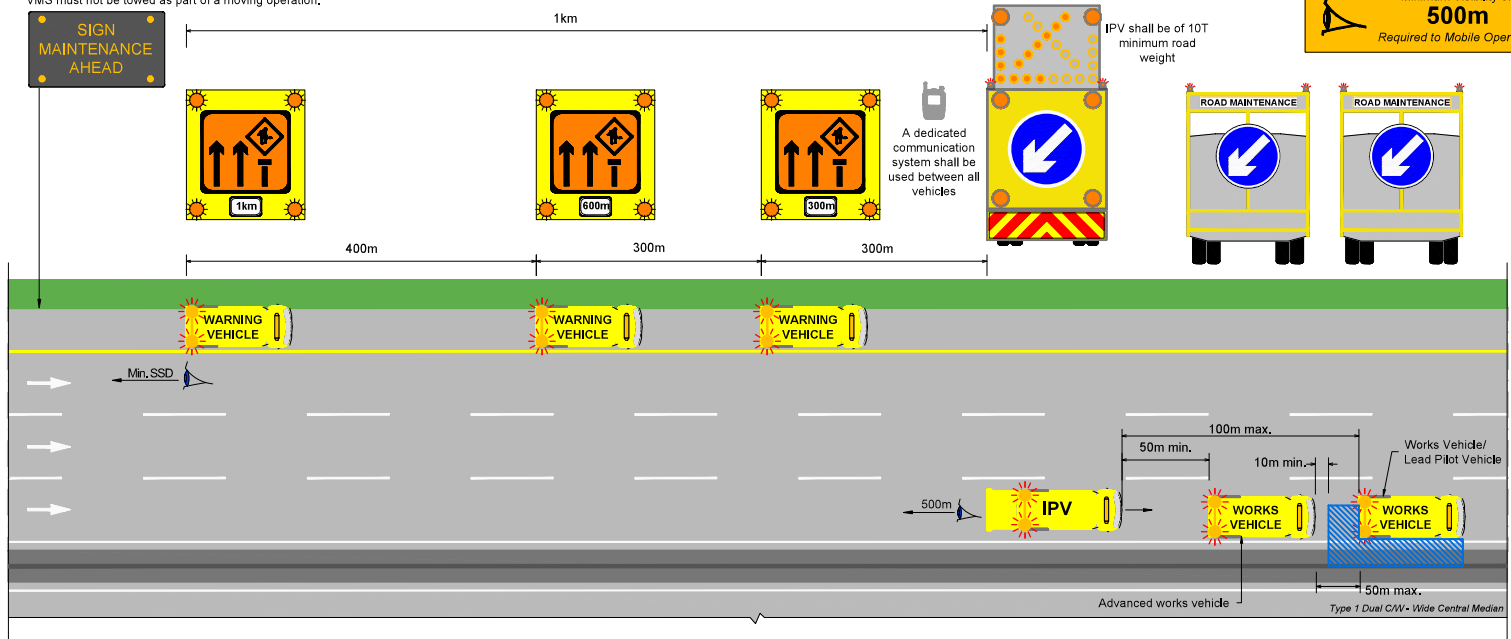 VMS must not be towed as part of a moving operation.
SIGN
MAINTENANCE
AHEAD
1km
IPV shall be of 10T
minimum road
weight
500m
Required to Mobile Oper
A dedicated
communication
system shall be
used between all
vehicles
ROAD MAINTENANCE
ROAD MAINTENANCE
1km
600m
300m
400m
300m
300m
WARNING
VEHICLE
WARNING
VEHICLE
WARNING
VEHICLE
Min. SSD
100m max.
50m min.
10m min.
Works Vehicle/
Lead Pilot Vehicle
500m
IPV
WORKS
VEHICLE
WORKS
VEHICLE
50m max.
Advanced works vehicle
Type 1 Dual C/W - Wide Central Median